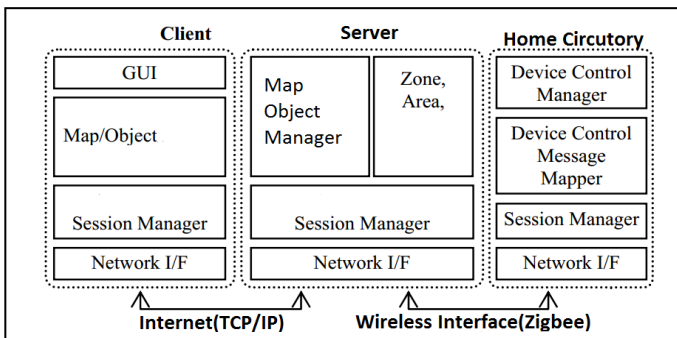 Client
GUI
Map/Object
Session Manager
Network I/F
Server
Map
Object
Manager
Zone,
Area,
Session Manager
Network I/F
Home Circutory
Device Control
Manager
Device Control
Message
Mapper
Session Manager
Network I/F
Internet(TCP/IP)
Wireless Interface(Zigbee)